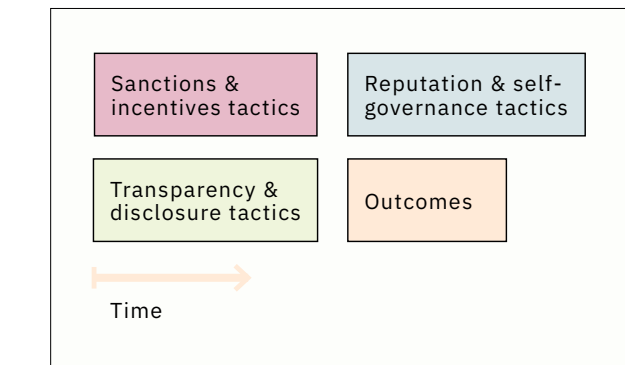 Sanctions &
incentives tactics
Reputation & self-
governance tactics
Transparency &
disclosure tactics
Outcomes
Time